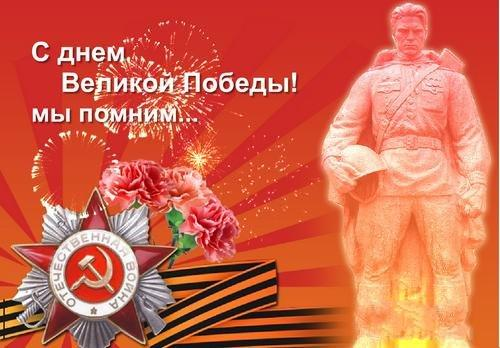 С днем
Великой Победы!
мы помним...
ОТЕЧЕСТВЕННАЯ ВОЙНА